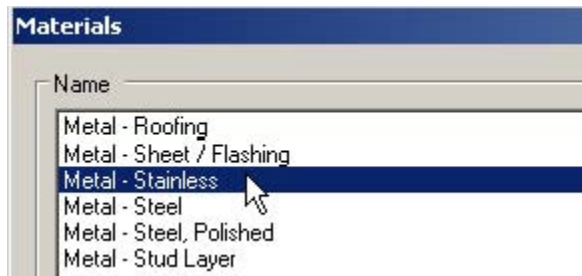 Materials
Name
Metal - Roofing
Metal - Sheet / Flashing
Metal - Stainless
Metal - Steel
Metal - Steel, Polished
Metal - Stud Layer